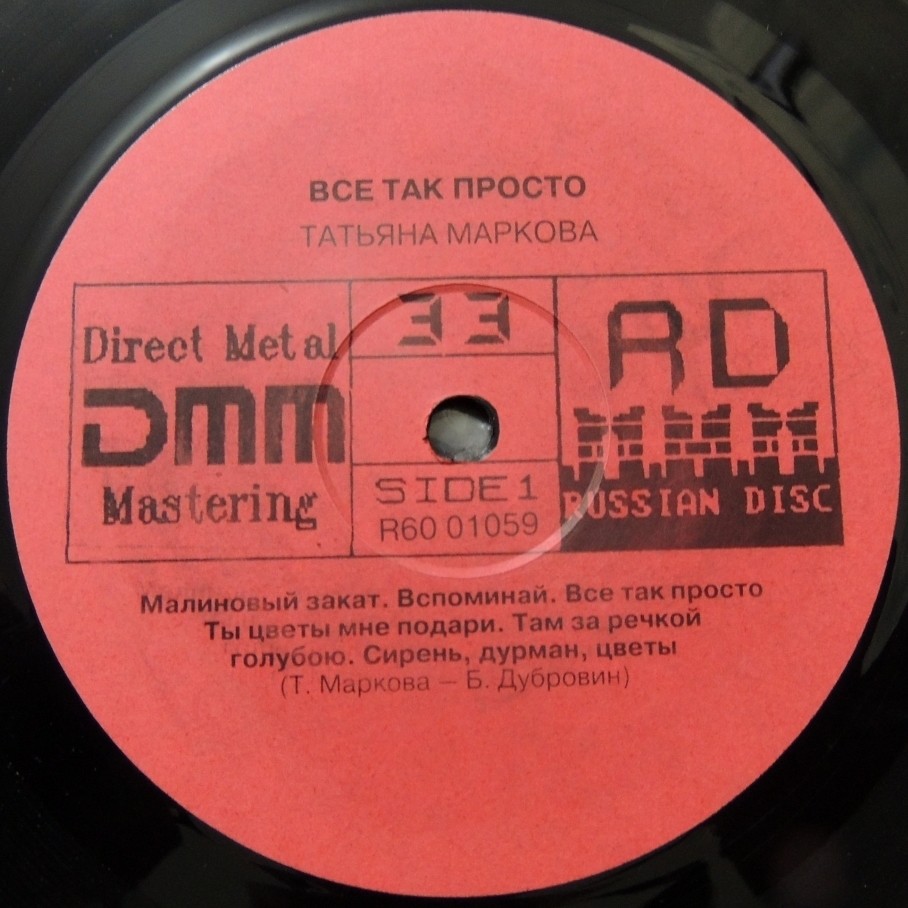 ВСЕ ТАК ПРОСТО
ТАТЬЯНА МАРКОВА
Direct Metal
DMM
Mastering
33
SIDE 1
R60 01059
RD
RUSSIAN DISC
Малиновый закат. Вспоминай. Все так просто
Ты цветы мне подари. Там за речкой
голубою. Сирень, дурман, цветы
(Т. Маркова – Б. Дубровин)